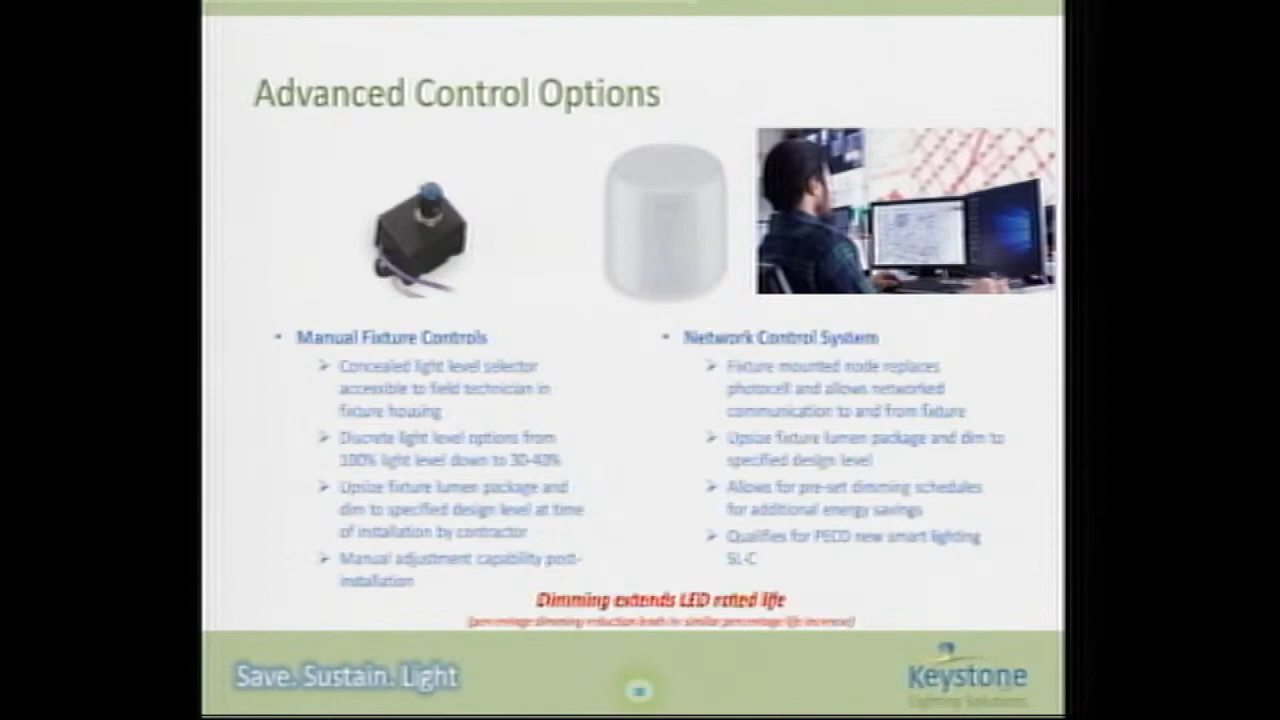 Advanced Control Options
• Manual Fixture Controls
➢ Concealed light level selector
accessible to field technician in
fixture housing
➢ Discrete light level options from
100% light level down to 30-40%
➢ Upsize fixture lumen package and
dim to specified design level at time
of installation by contractor
➢ Manual adjustment capability post-
installation
• Network Control System
➢ Fixture mounted node replaces
photocell and allows networked
communication to and from fixture
➢ Upsize fixture lumen package and dim to
specified design level
➢ Allows for pre-set dimming schedules
for additional energy savings
➢ Qualifies for PECO new smart lighting
SL-C
Dimming extends LED rated life
(percentage dimming reduction leads to similar percentage life increase)
Save. Sustain. Light
Keystone
Lighting Solutions